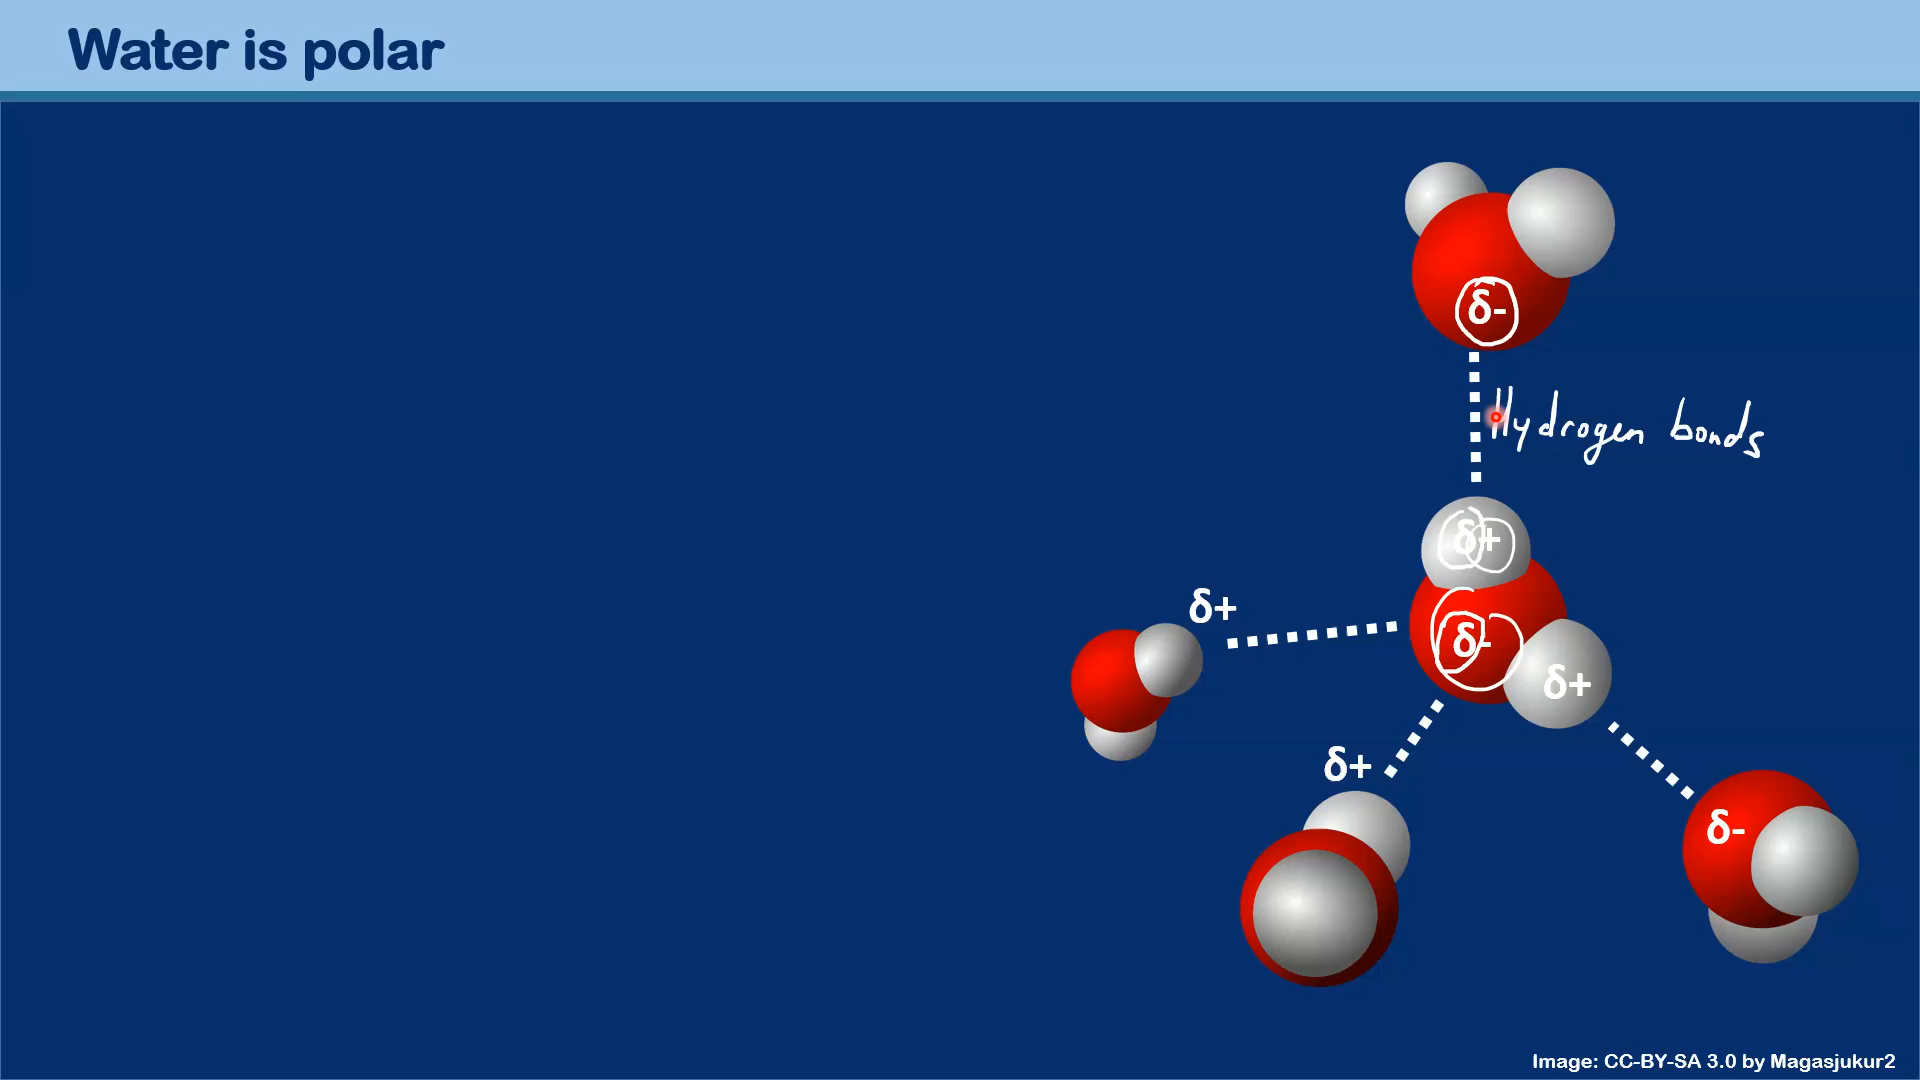 Water is polar
δ-
Hydrogen bonds
δ+
δ+
δ-
δ+
δ+
δ-
Image: CC-BY-SA 3.0 by Magasjukur2